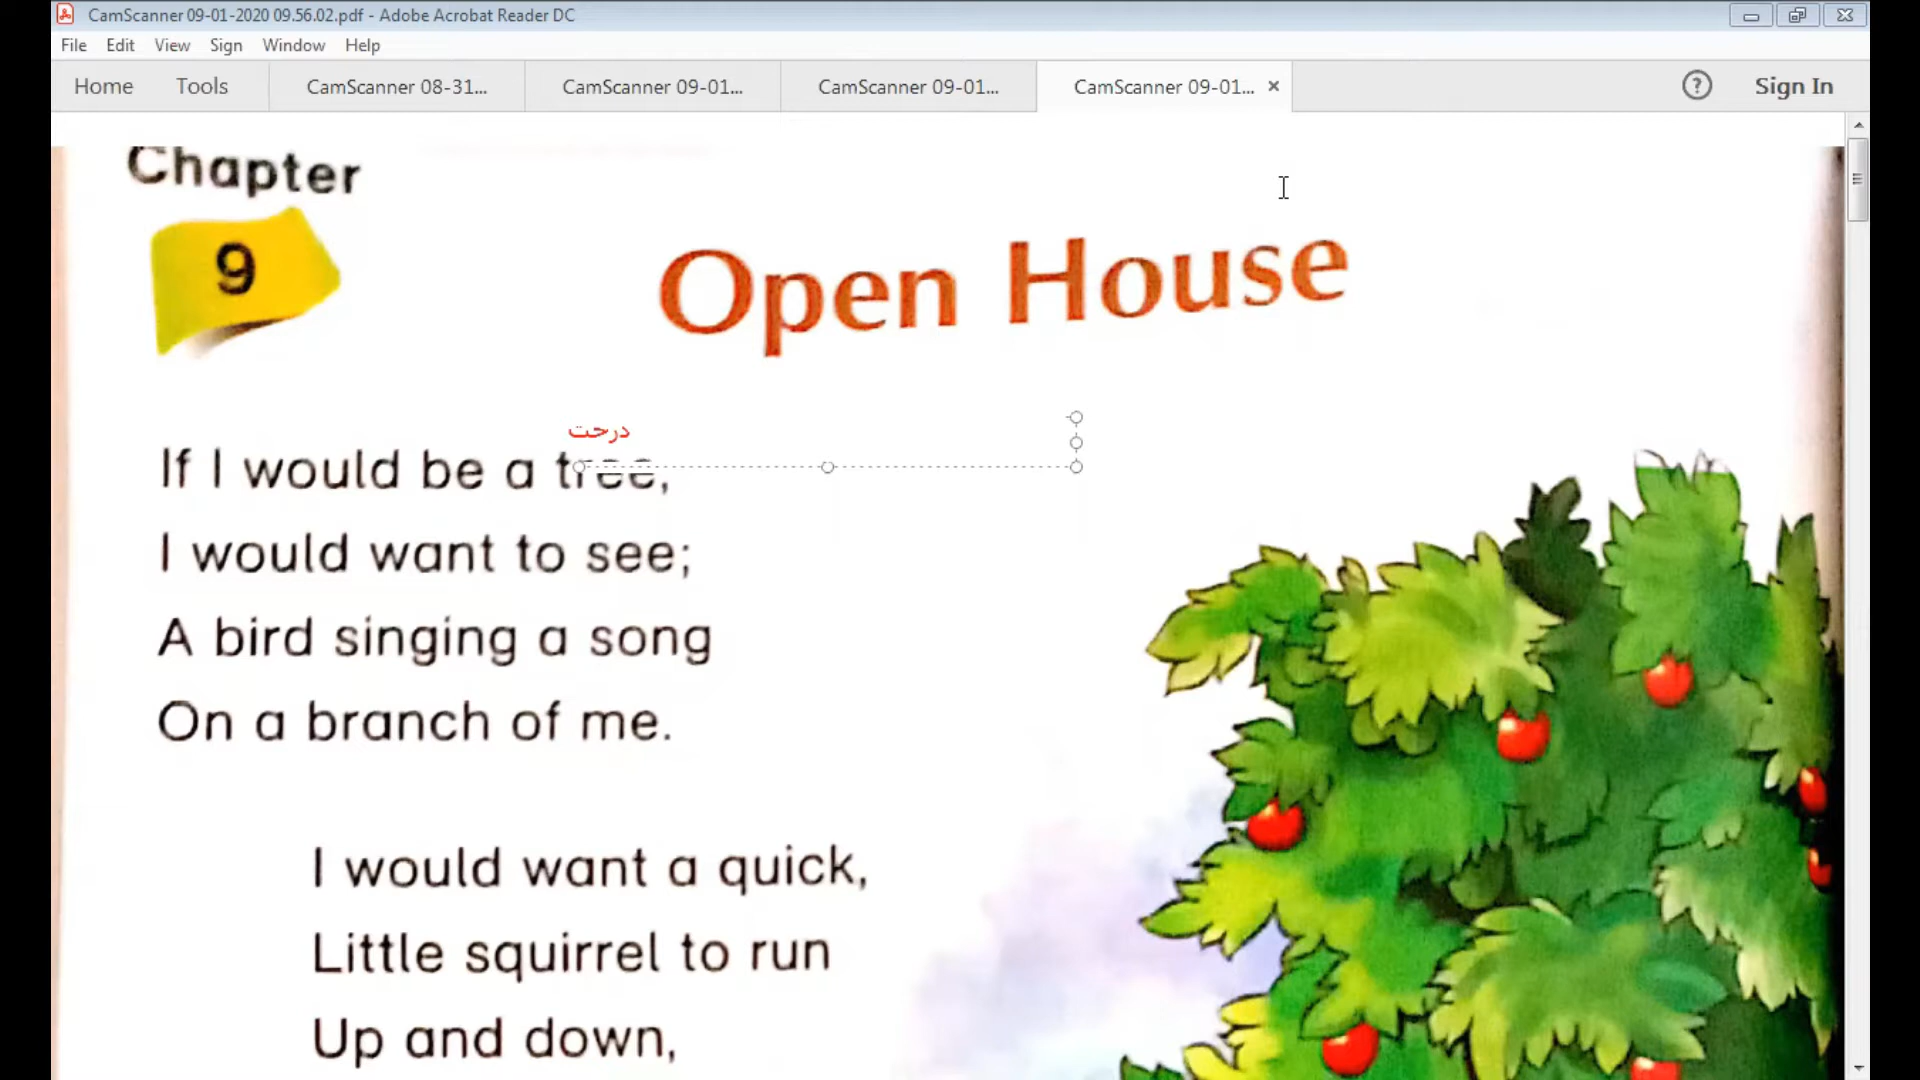 CamScanner 09-01-2020 09.56.02.pdf - Adobe Acrobat Reader DC
File Edit View Sign Window Help
Home Tools CamScanner 08-31... CamScanner 09-01... CamScanner 09-01... CamScanner 09-01... × ? Sign In
Chapter
9
Open House
درحت
If I would be a tree,
I would want to see;
A bird singing a song
On a branch of me.
I would want a quick,
Little squirrel to run
Up and down,